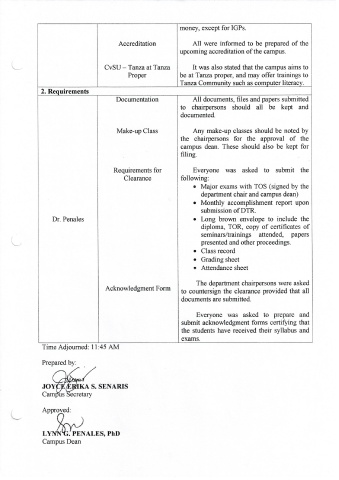 money, except for IGPs.
Accreditation
All were informed to be prepared of the
upcoming accreditation of the campus.
CvSU – Tanza at Tanza
Proper
It was also stated that the campus aims to
be at Tanza Proper, and may offer trainings to
Tanza Community such as computer literacy.
2. Requirements
Dr. Penales
Documentation
All documents, files and papers submitted
to chairpersons should all be kept and
documented.
Make-up Class
Any make-up classes should be noted by
the chairpersons for the approval of the
campus dean. These should also be kept for
filing.
Requirements for
Clearance
Everyone was asked to submit the
following:
• Major exams with TOS (signed by the
department chair and campus dean)
• Monthly accomplishment report upon
submission of DTR.
• Long brown envelope to include the
diploma, TOR, copy of certificates of
seminars/trainings attended, papers
presented and other proceedings.
• Class record
• Grading sheet
• Attendance sheet
Acknowledgment Form
The department chairpersons were asked
to countersign the clearance provided that all
documents are submitted.
Everyone was asked to prepare and
submit acknowledgment forms certifying that
the students have received their syllabus and
exams.
Time Adjourned: 11:45 AM
Prepared by:
JOYCE ERIKA S. SENARIS
Campus Secretary
Approved:
LYNN G. PENALES, PhD
Campus Dean